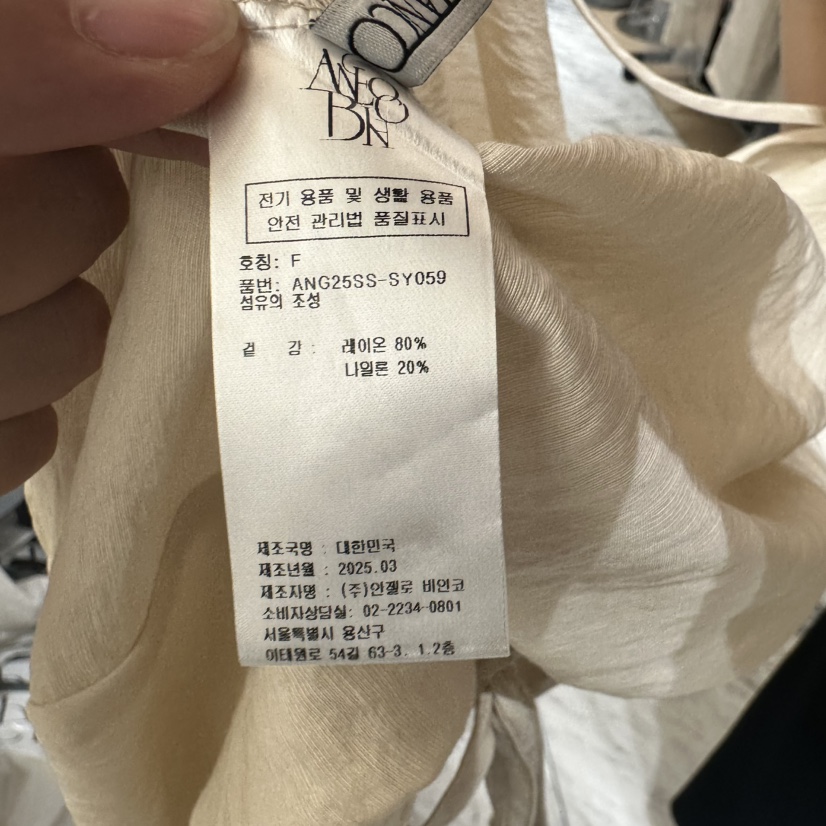 전기 용품 및 생활 용품
안전 관리법 품질표시
호칭: F
품번: ANG25SS-SY059
섬유의 조성
겉 감 : 레이온 80%
나일론 20%
제조국명 : 대한민국
제조년월 : 2025.03
제조자명 : (주)안젤로 비안코
소비자상담실: 02-2234-0801
서울특별시 용산구
이태원로 54길 63-3. 1.2층